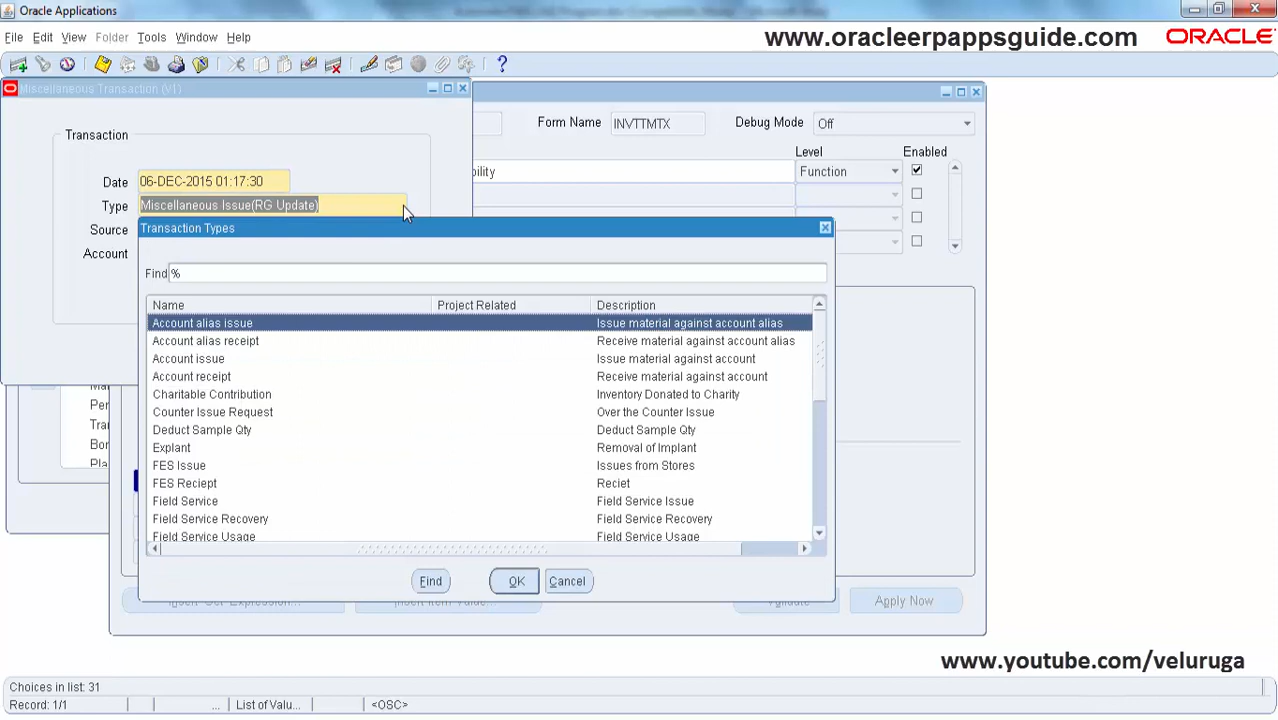 Oracle Applications
File Edit View Folder Tools Window Help
www.oracleerpappsguide.com ORACLE
Miscellaneous Transaction (V1)
Form Name INVTTMTX Debug Mode Off
Transaction
Level Enabled
bility Function
Date 06-DEC-2015 01:17:30
Type Miscellaneous Issue(RG Update)
Source
Account
Transaction Types
Find %
Name Project Related Description
Account alias issue Issue material against account alias
Account alias receipt Receive material against account alias
Account issue Issue material against account
Account receipt Receive material against account
Charitable Contribution Inventory Donated to Charity
Counter Issue Request Over the Counter Issue
Deduct Sample Qty Deduct Sample Qty
Explant Removal of Implant
FES Issue Issues from Stores
FES Reciept Reciet
Field Service Field Service Issue
Field Service Recovery Field Service Recovery
Field Service Usage Field Service Usage
Per
Trar
Bor
Pla
Find OK Cancel
Apply Now
www.youtube.com/veluruga
Choices in list: 31
Record: 1/1 ... List of Valu... <OSC>